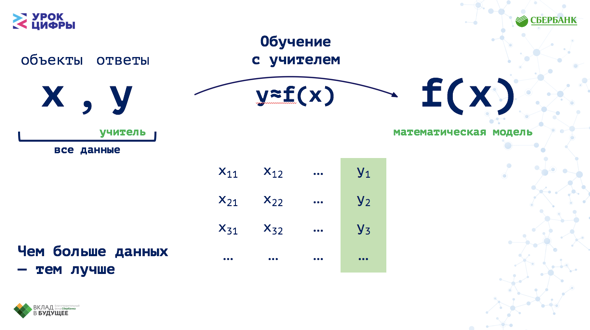 УРОК
ЦИФРЫ
СБЕРБАНК
Обучение
с учителем
объекты ответы
x , y
y≈f(x)
f(x)
учитель
математическая модель
все данные
x11 x12 … y1
x21 x22 … y2
x31 x32 … y3
… … … …
Чем больше данных
— тем лучше
ВКЛАД
В БУДУЩЕЕ